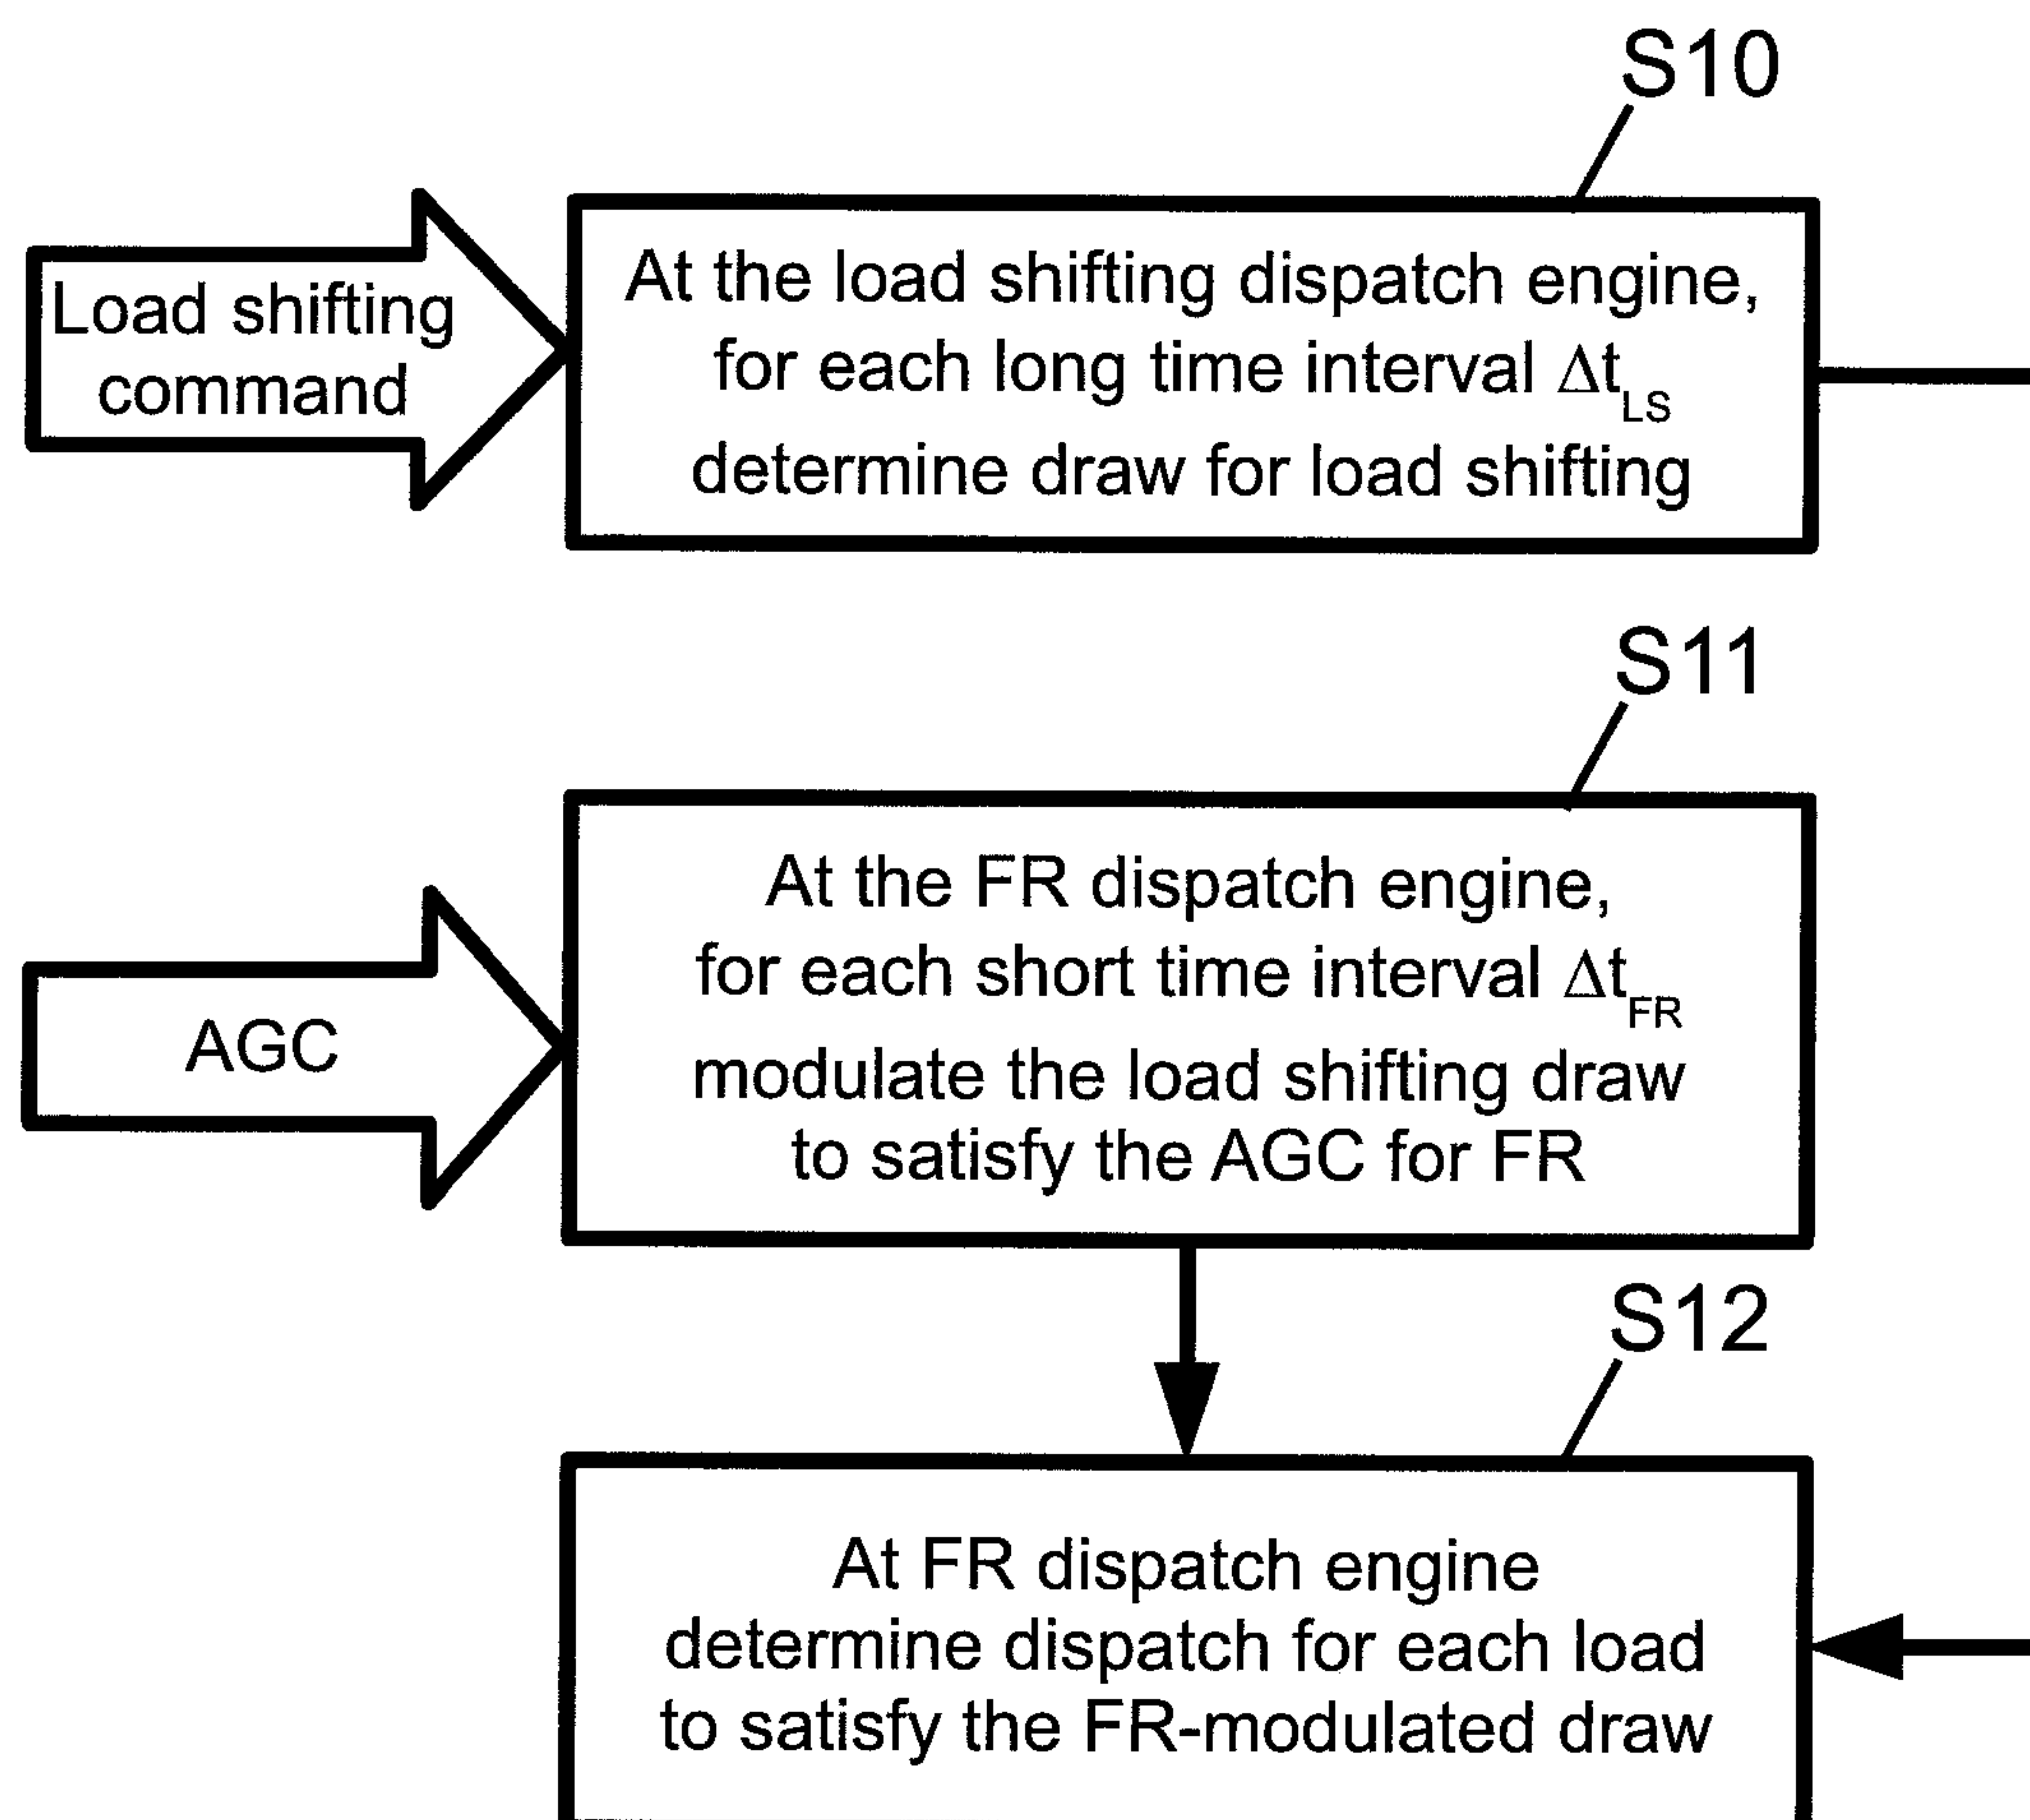 S10
Load shifting
command
At the load shifting dispatch engine,
for each long time interval Δt_LS
determine draw for load shifting
S11
AGC
At the FR dispatch engine,
for each short time interval Δt_FR
modulate the load shifting draw
to satisfy the AGC for FR
S12
At FR dispatch engine
determine dispatch for each load
to satisfy the FR-modulated draw